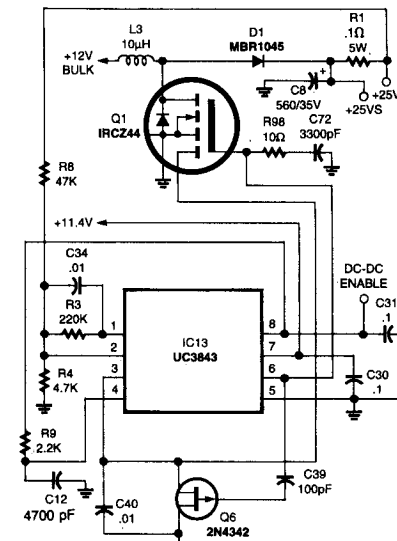 L3
10µH
+12V
BULK
D1
MBR1045
R1
.1Ω
5W
+25V
+25VS
+
C8
560/35V
Q1
IRCZ44
R98
10Ω
C72
3300pF
R8
47K
+11.4V
C34
.01
R3
220K
R4
4.7K
R9
2.2K
C12
4700 pF
IC13
UC3843
1
2
3
4
8
7
6
5
DC-DC
ENABLE
C31
.1
C30
.1
C39
100pF
C40
.01
Q6
2N4342